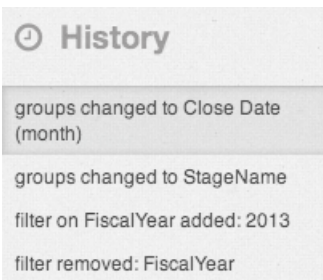 History
groups changed to Close Date
(month)
groups changed to StageName
filter on FiscalYear added: 2013
filter removed: FiscalYear